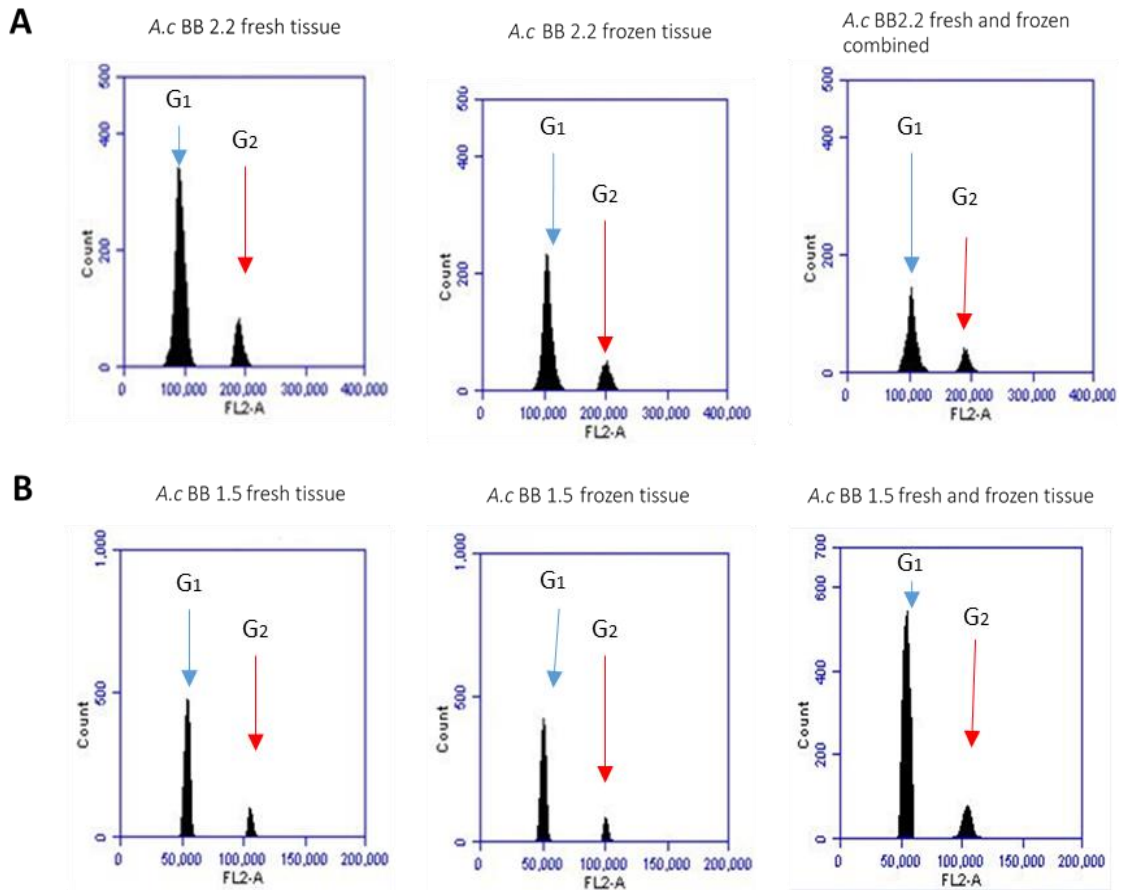 A
A.c BB 2.2 fresh tissue
500
400
200
0
Count
G1
G2
0 100,000 200,000 300,000 400,000
FL2-A
A.c BB 2.2 frozen tissue
500
400
200
0
Count
G1
G2
0 100,000 200,000 300,000 400,000
FL2-A
A.c BB2.2 fresh and frozen
combined
500
400
200
0
Count
G1
G2
0 100,000 200,000 300,000 400,000
FL2-A
B
A.c BB 1.5 fresh tissue
1,000
500
0
Count
G1
G2
0 50,000 100,000 150,000 200,000
FL2-A
A.c BB 1.5 frozen tissue
1,000
500
0
Count
G1
G2
0 50,000 100,000 150,000 200,000
FL2-A
A.c BB 1.5 fresh and frozen tissue
700
600
400
200
0
Count
G1
G2
0 50,000 100,000 150,000 200,000
FL2-A